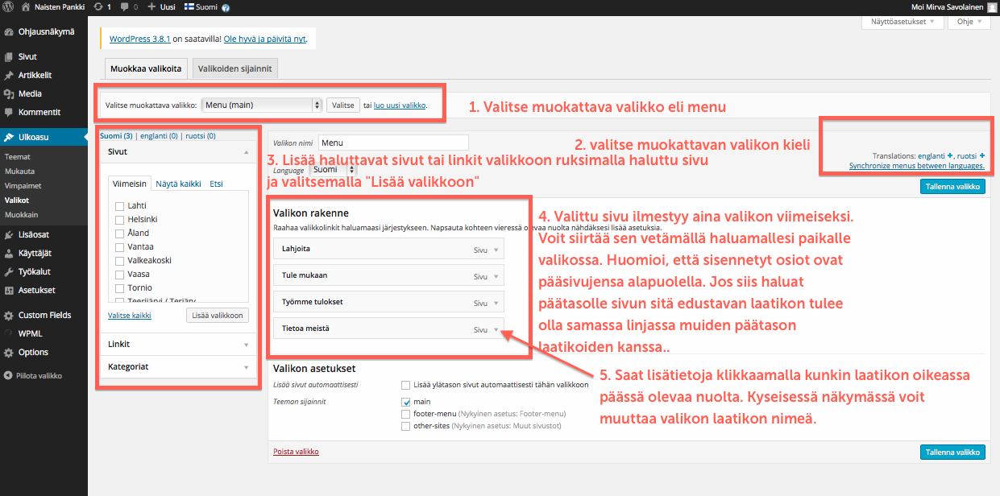 Naisten Pankki 1 0 Uusi Suomi Moi Mirva Savolainen
Näyttöasetukset Ohje
Ohjausnäkymä
Sivut
Artikkelit
Media
Kommentit
Ulkoasu
Teemat
Mukauta
Vimpaimet
Valikot
Muokkain
Lisäosat
Käyttäjät
Työkalut
Asetukset
Custom Fields
WPML
Options
Piilota valikko
WordPress 3.8.1 on saatavilla! Ole hyvä ja päivitä nyt.
Muokkaa valikoita Valikoiden sijainnit
Valitse muokattava valikko: Menu (main) Valitse tai luo uusi valikko.
1. Valitse muokattava valikko eli menu
Suomi (3) | englanti (0) | ruotsi (0)
Sivut
Viimeisin Näytä kaikki Etsi
Lahti
Helsinki
Åland
Vantaa
Valkeakoski
Vaasa
Tornio
Teerijärvi / Terjärv
Valitse kaikki Lisää valikkoon
Linkit
Kategoriat
Valikon nimi Menu
2. valitse muokattavan valikon kieli
Translations: englanti +, ruotsi +
Synchronize menus between languages.
3. Lisää haluttavat sivut tai linkit valikkoon ruksimalla haluttu sivu
Language Suomi
ja valitsemalla "Lisää valikkoon"
Tallenna valikko
Valikon rakenne
Raahaa valikkolinkit haluamaasi järjestykseen. Napsauta kohteen vieressä olevaa nuolta nähdäksesi lisää asetuksia.
Lahjoita Sivu
Tule mukaan Sivu
Työmme tulokset Sivu
Tietoa meistä Sivu
4. Valittu sivu ilmestyy aina valikon viimeiseksi.
Voit siirtää sen vetämällä haluamallesi paikalle
valikossa. Huomioi, että sisennetyt osiot ovat
pääsivujensa alapuolella. Jos siis haluat
päätasolle sivun sitä edustavan laatikon tulee
olla samassa linjassa muiden päätason
laatikoiden kanssa..
Valikon asetukset
Lisää sivut automaattisesti Lisää ylätason sivut automaattisesti tähän valikkoon
Teeman sijainnit main
footer-menu (Nykyinen asetus: Footer-menu)
other-sites (Nykyinen asetus: Muut sivustot)
5. Saat lisätietoja klikkaamalla kunkin laatikon oikeassa
päässä olevaa nuolta. Kyseisessä näkymässä voit
muuttaa valikon laatikon nimeä.
Poista valikko Tallenna valikko